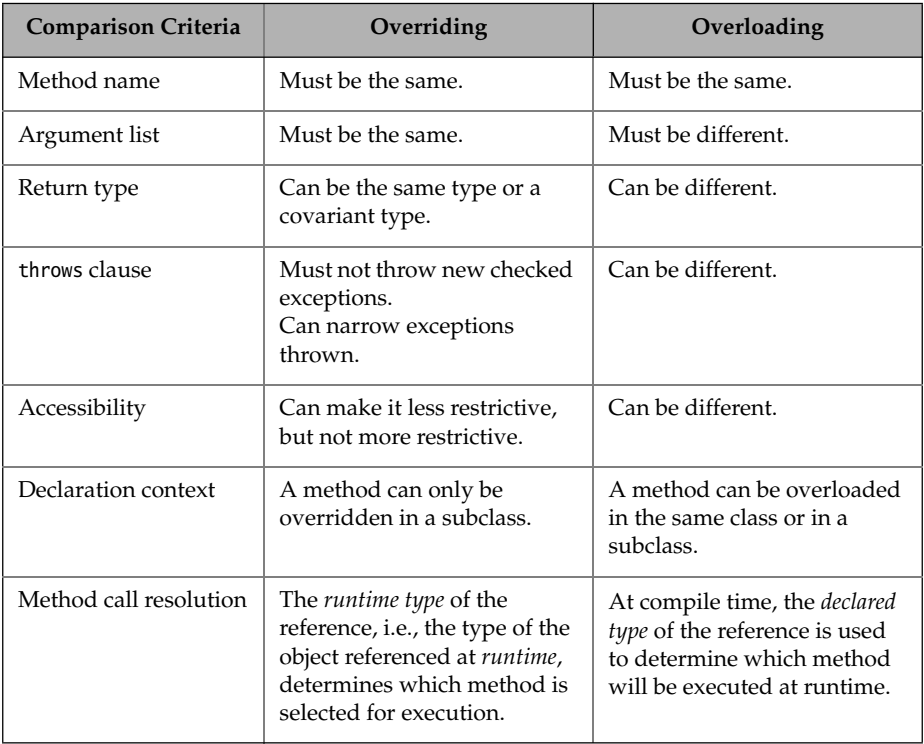 Comparison Criteria Overriding Overloading
Method name Must be the same. Must be the same.
Argument list Must be the same. Must be different.
Return type Can be the same type or a Can be different.
covariant type.
throws clause Must not throw new checked Can be different.
exceptions.
Can narrow exceptions
thrown.
Accessibility Can make it less restrictive, Can be different.
but not more restrictive.
Declaration context A method can only be A method can be overloaded
overridden in a subclass. in the same class or in a
subclass.
Method call resolution The runtime type of the At compile time, the declared
reference, i.e., the type of the type of the reference is used
object referenced at runtime, to determine which method
determines which method is will be executed at runtime.
selected for execution.